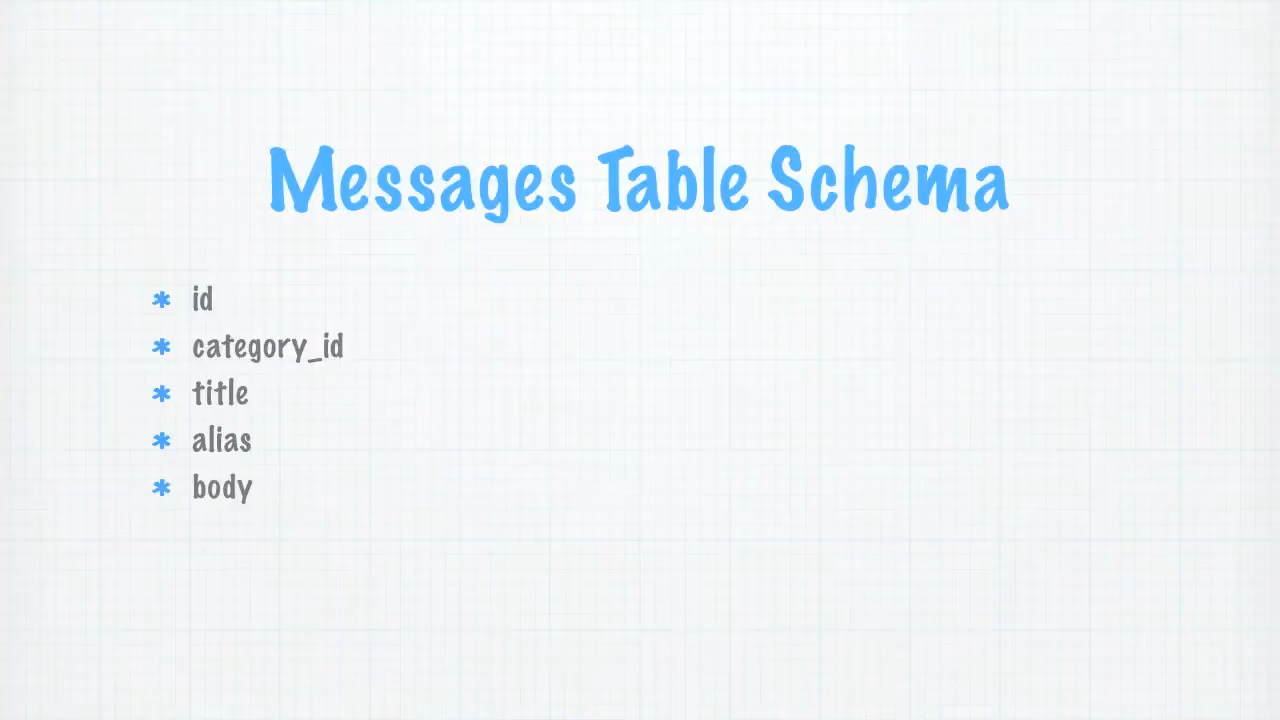 Messages Table Schema
* id
* category_id
* title
* alias
* body